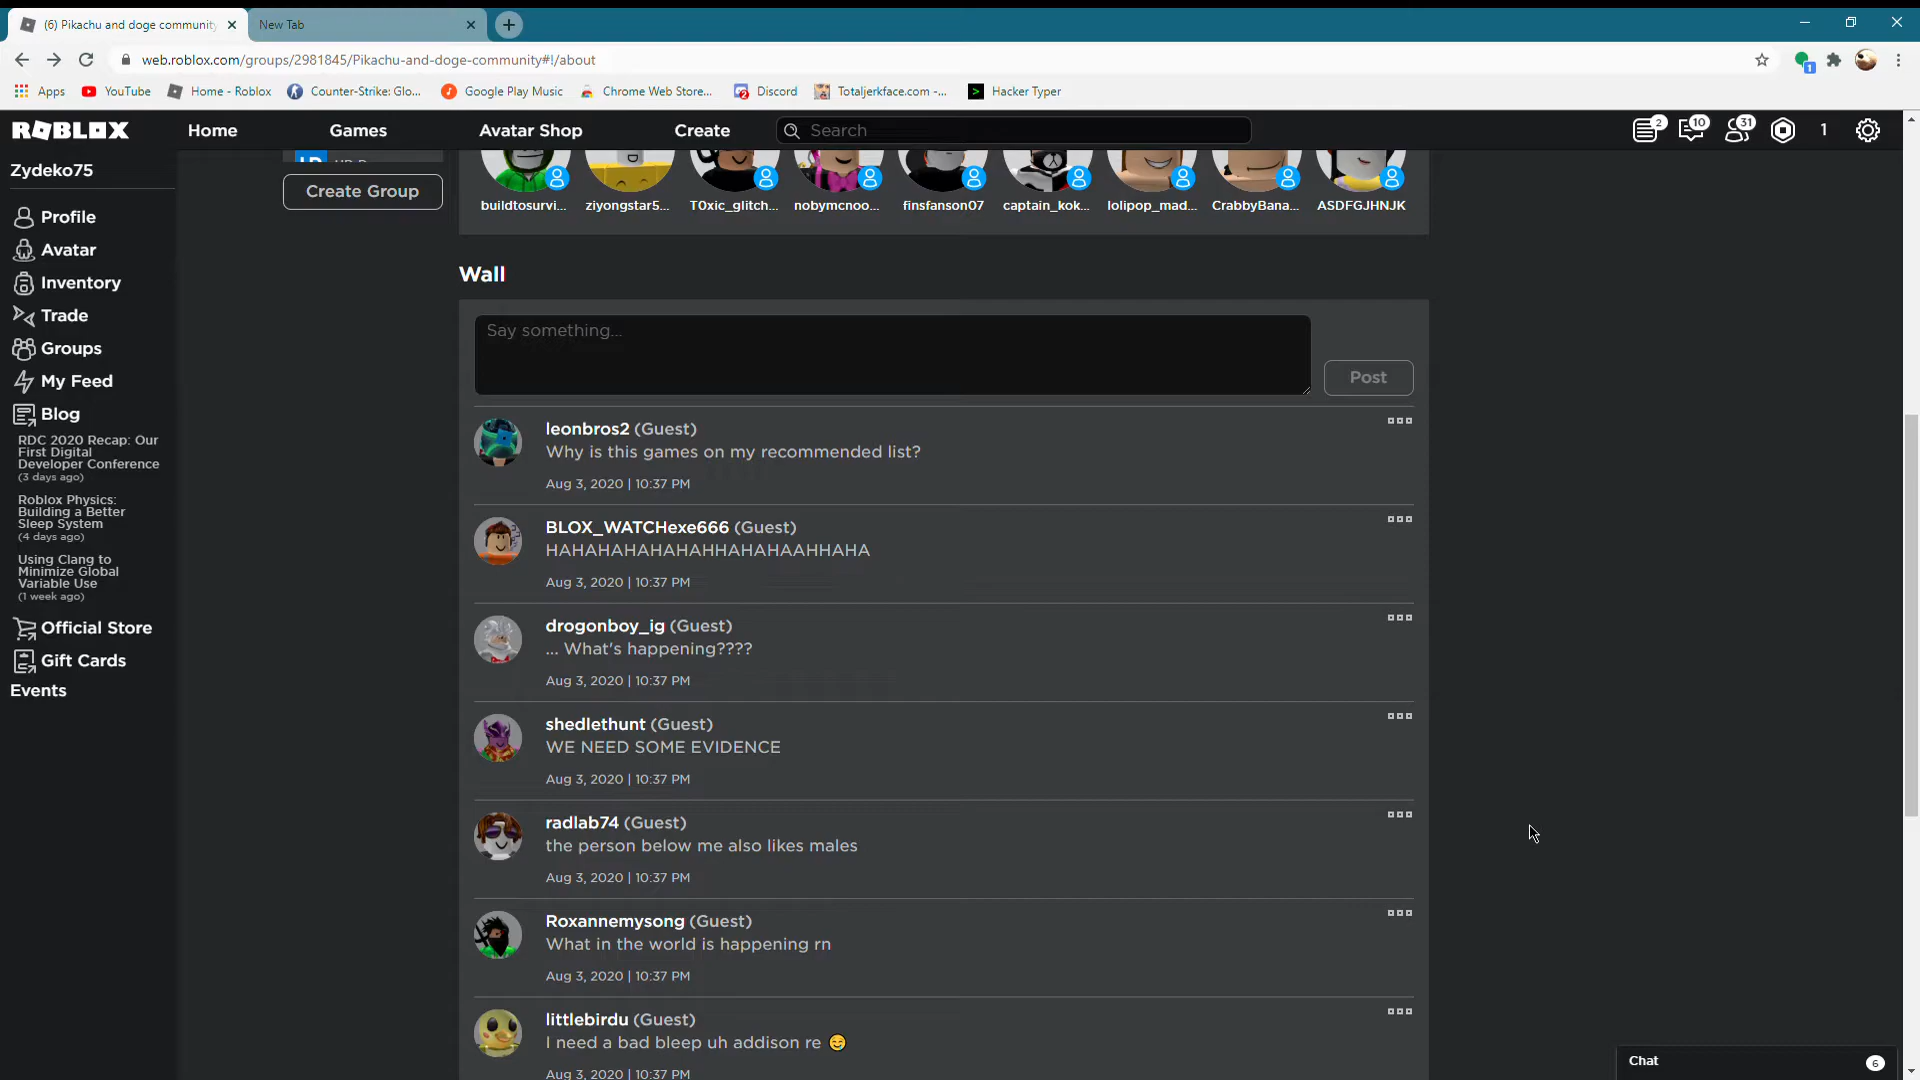 (6) Pikachu and doge community
New Tab
web.roblox.com/groups/2981845/Pikachu-and-doge-community#!/about
1
Apps YouTube Home - Roblox Counter-Strike: Glo... Google Play Music Chrome Web Store... Discord Totaljerkface.com -... Hacker Typer
ROBLOX Home Games Avatar Shop Create Search 2 10 31 1
Zydeko75
Profile
Avatar
Inventory
Trade
Groups
My Feed
Blog
RDC 2020 Recap: Our
First Digital
Developer Conference
(3 days ago)
Roblox Physics:
Building a Better
Sleep System
(4 days ago)
Using Clang to
Minimize Global
Variable Use
(1 week ago)
Official Store
Gift Cards
Events
Create Group
buildtosurvi... ziyongstar5... T0xic_glitch... nobymcnoo... finsfanson07 captain_kok... lolipop_mad... CrabbyBana... ASDFGJHNJK
Wall
Say something...
Post
leonbros2 (Guest)
Why is this games on my recommended list?
Aug 3, 2020 | 10:37 PM
BLOX_WATCHexe666 (Guest)
HAHAHAHAHAHAHHAHAHAAHHAHA
Aug 3, 2020 | 10:37 PM
drogonboy_ig (Guest)
... What's happening????
Aug 3, 2020 | 10:37 PM
shedlethunt (Guest)
WE NEED SOME EVIDENCE
Aug 3, 2020 | 10:37 PM
radlab74 (Guest)
the person below me also likes males
Aug 3, 2020 | 10:37 PM
Roxannemysong (Guest)
What in the world is happening rn
Aug 3, 2020 | 10:37 PM
littlebirdu (Guest)
I need a bad bleep uh addison re 😊
Aug 3, 2020 | 10:37 PM
Chat 6